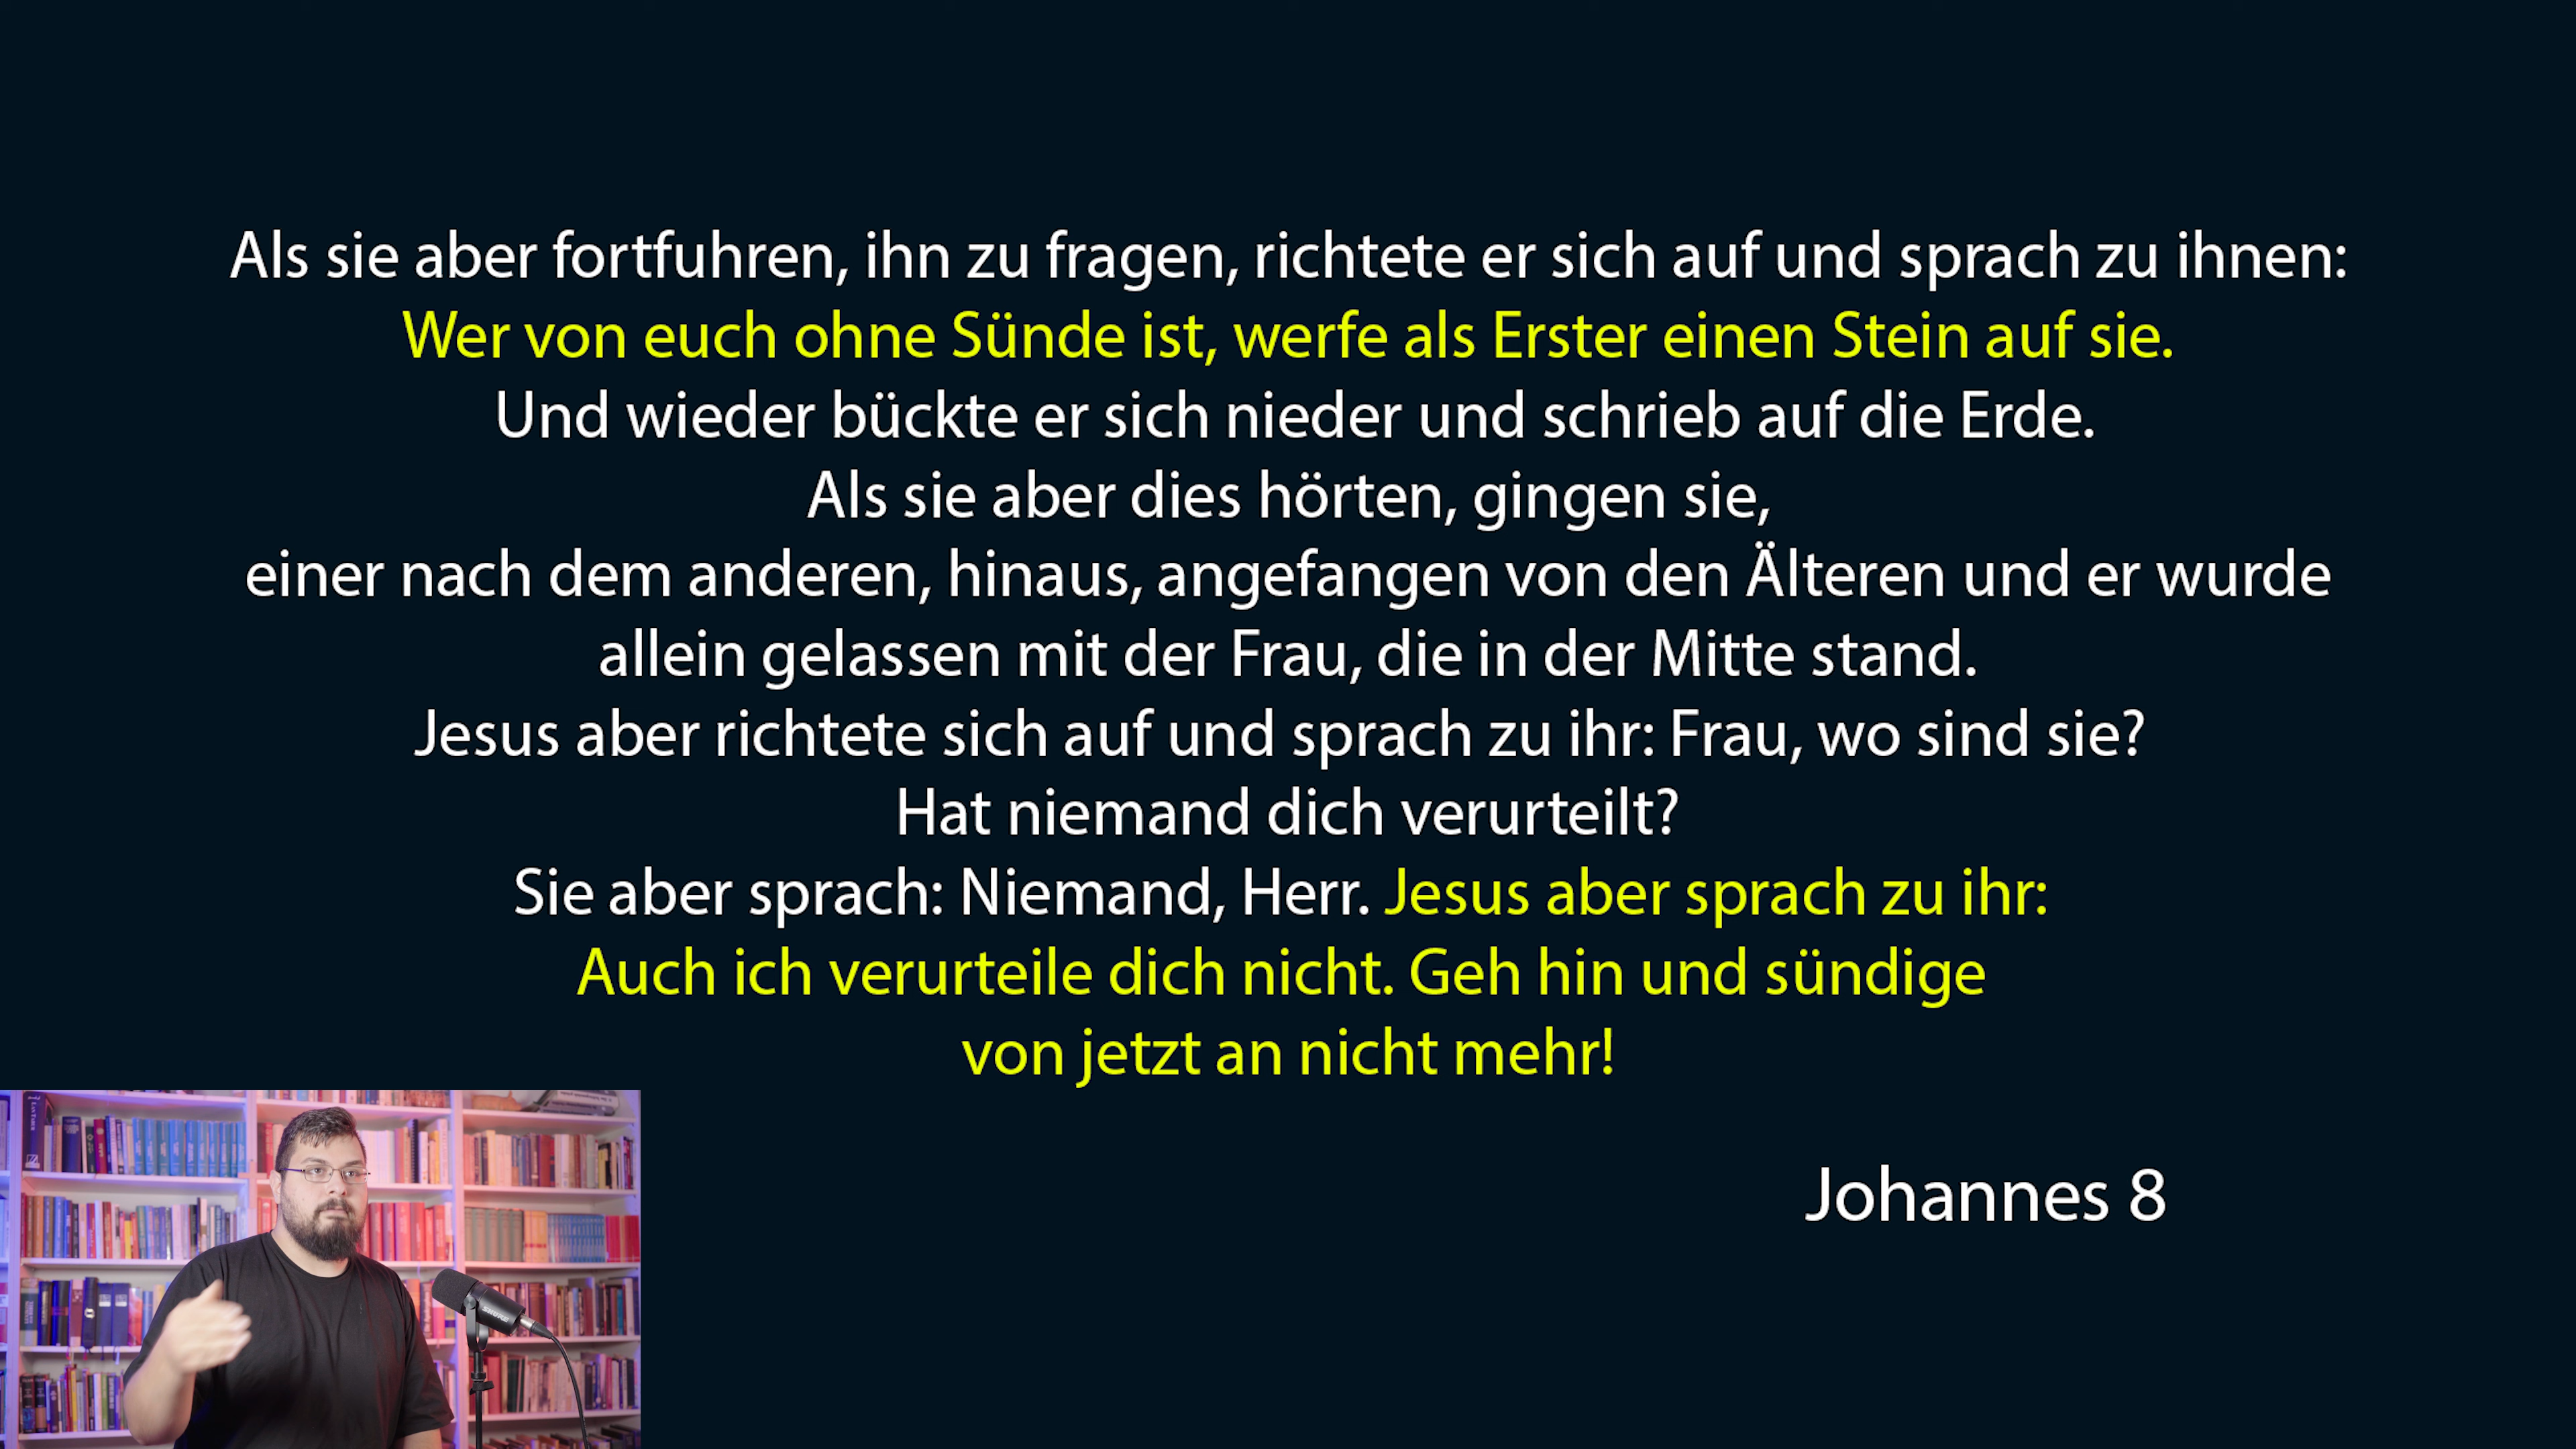 Als sie aber fortfuhren, ihn zu fragen, richtete er sich auf und sprach zu ihnen:
Wer von euch ohne Sünde ist, werfe als Erster einen Stein auf sie.
Und wieder bückte er sich nieder und schrieb auf die Erde.
Als sie aber dies hörten, gingen sie,
einer nach dem anderen, hinaus, angefangen von den Älteren und er wurde
allein gelassen mit der Frau, die in der Mitte stand.
Jesus aber richtete sich auf und sprach zu ihr: Frau, wo sind sie?
Hat niemand dich verurteilt?
Sie aber sprach: Niemand, Herr. Jesus aber sprach zu ihr:
Auch ich verurteile dich nicht. Geh hin und sündige
von jetzt an nicht mehr!
Johannes 8